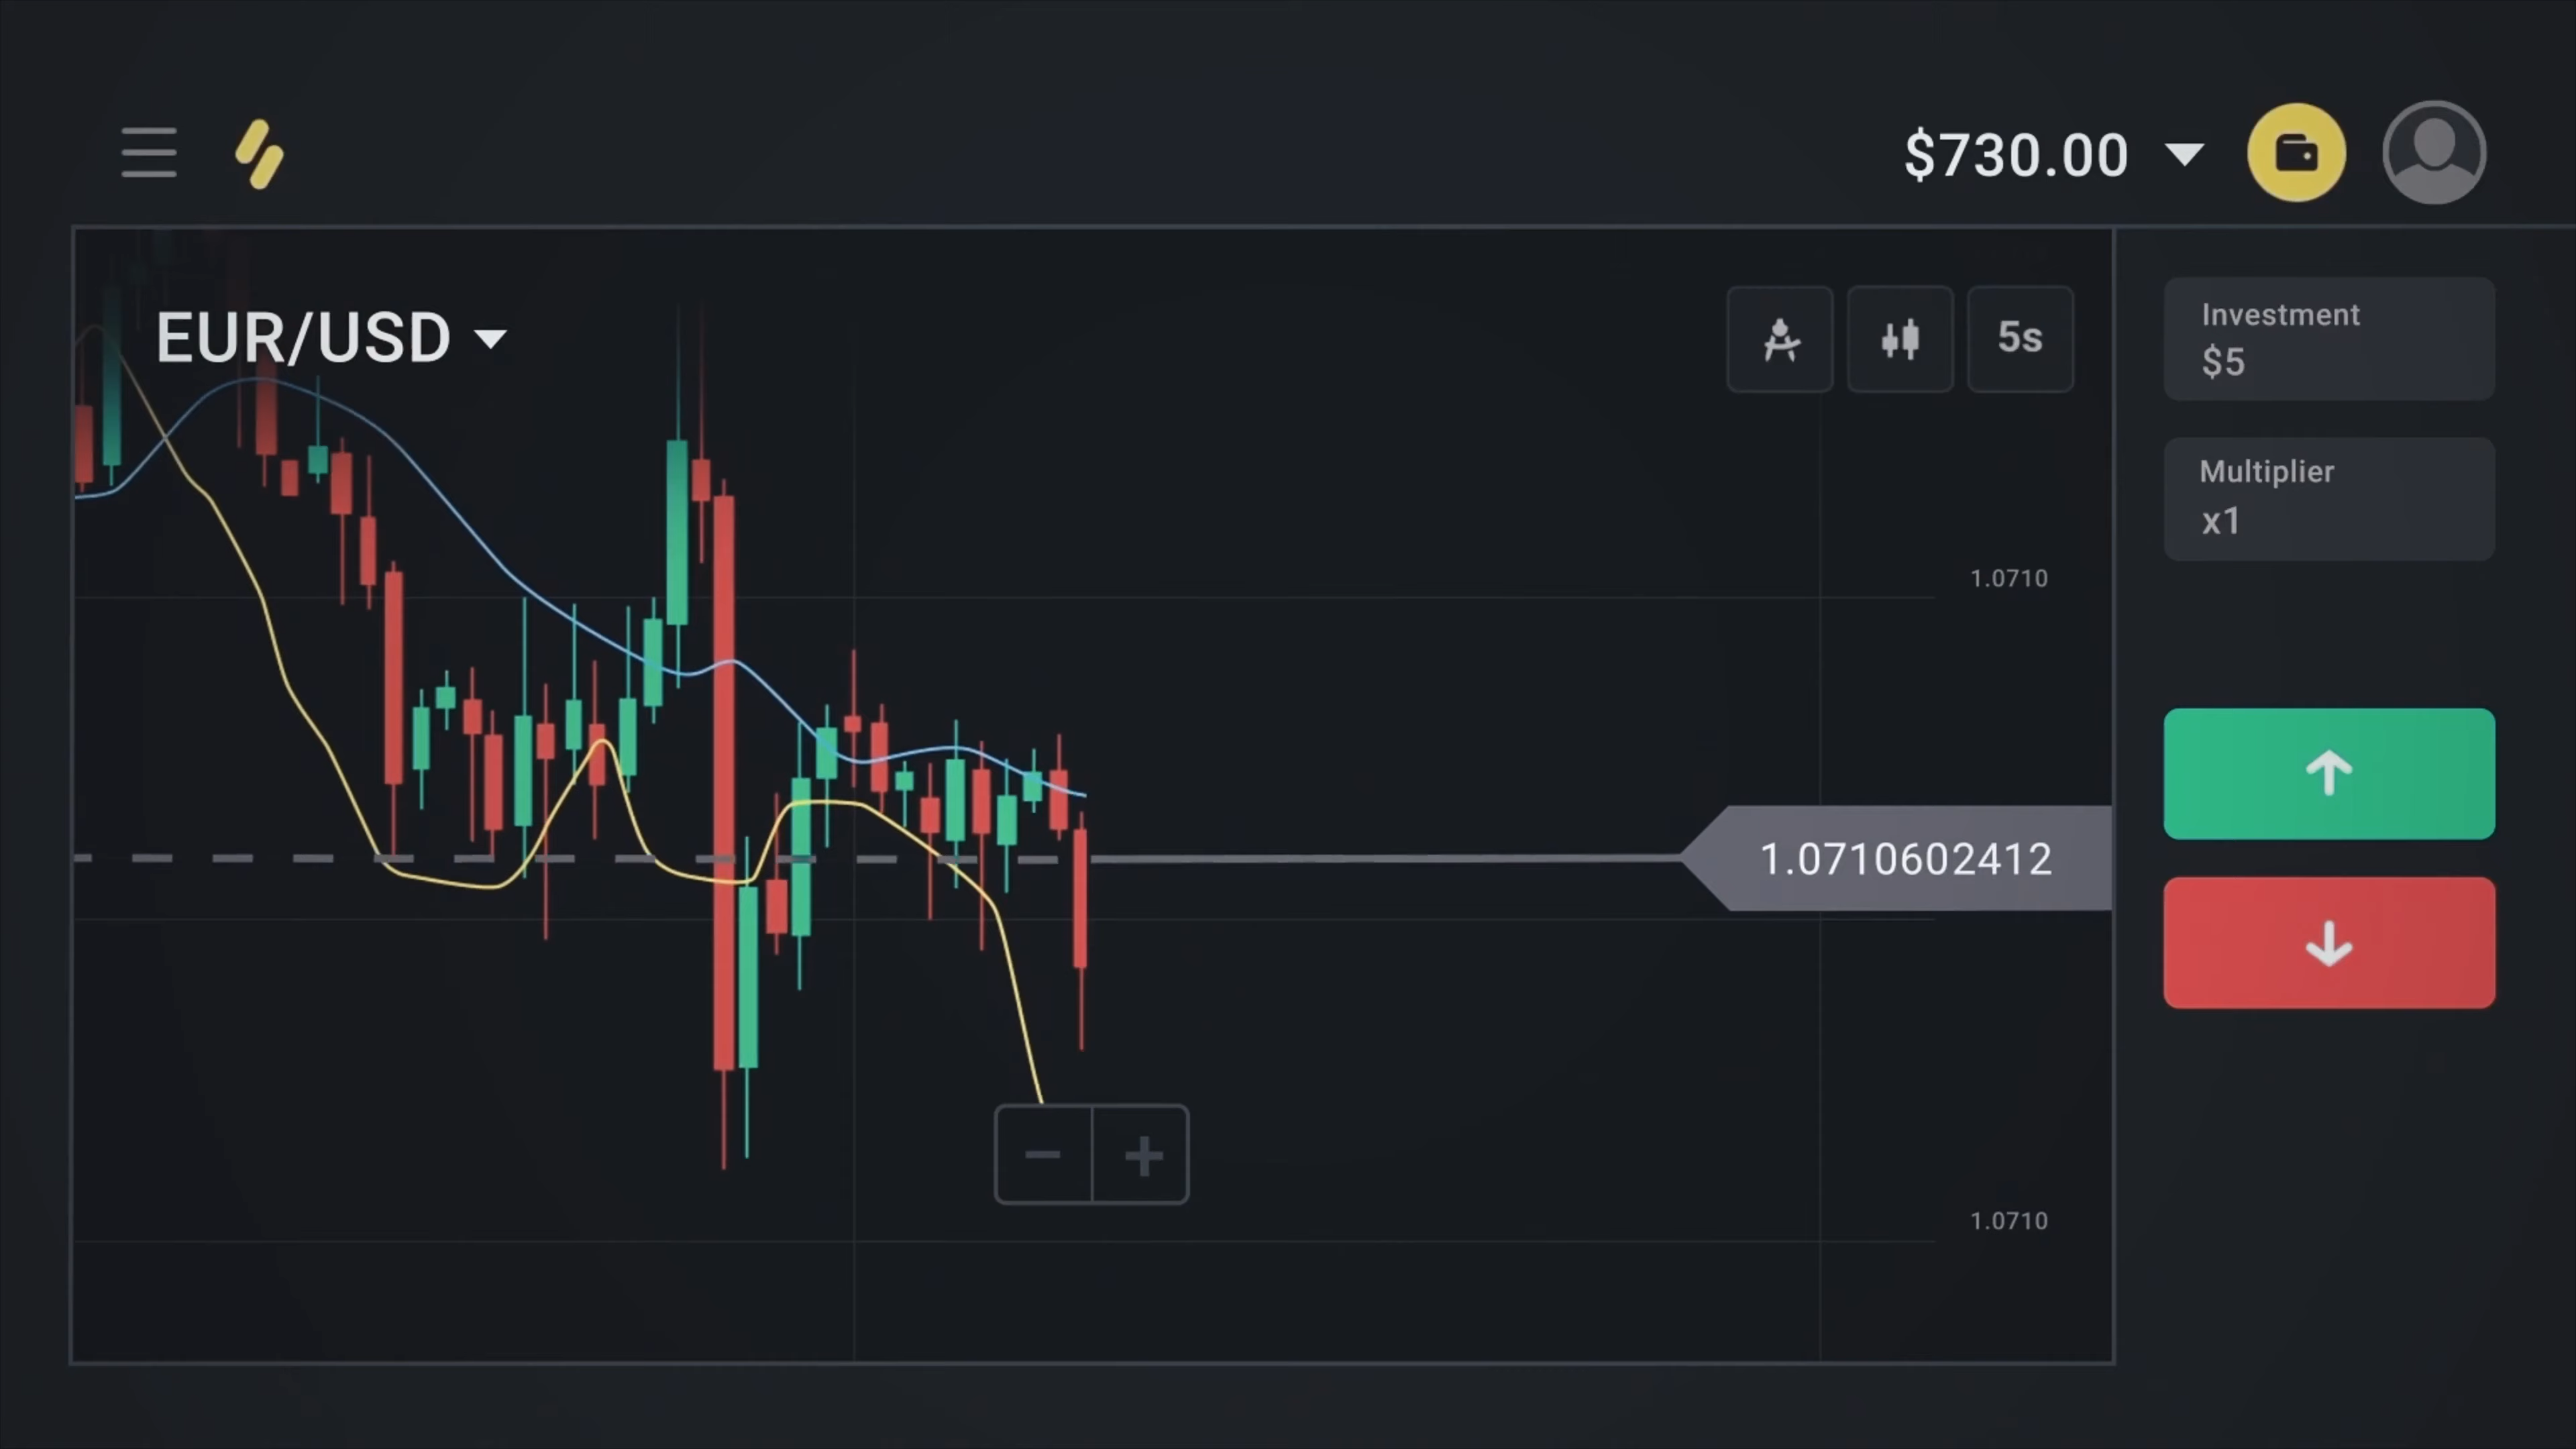 $730.00
EUR/USD
5s
Investment
$5
Multiplier
x1
1.0710
1.0710602412
1.0710